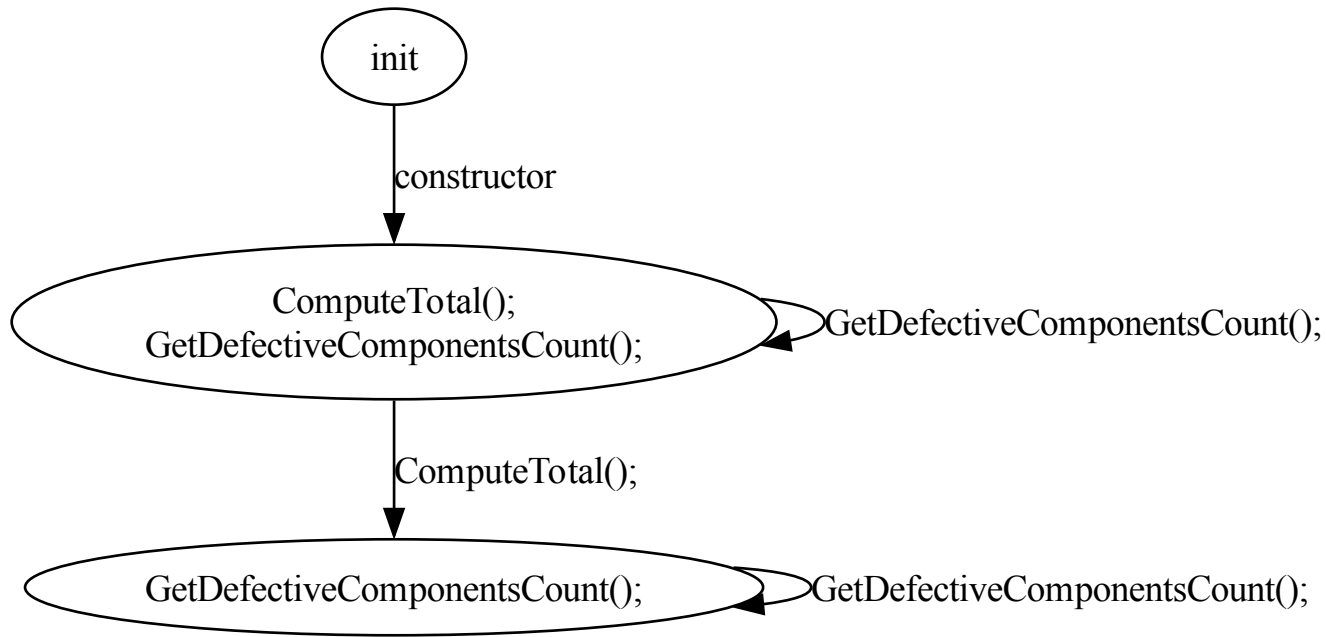 init
constructor
ComputeTotal();
GetDefectiveComponentsCount();
GetDefectiveComponentsCount();
ComputeTotal();
GetDefectiveComponentsCount();
GetDefectiveComponentsCount();